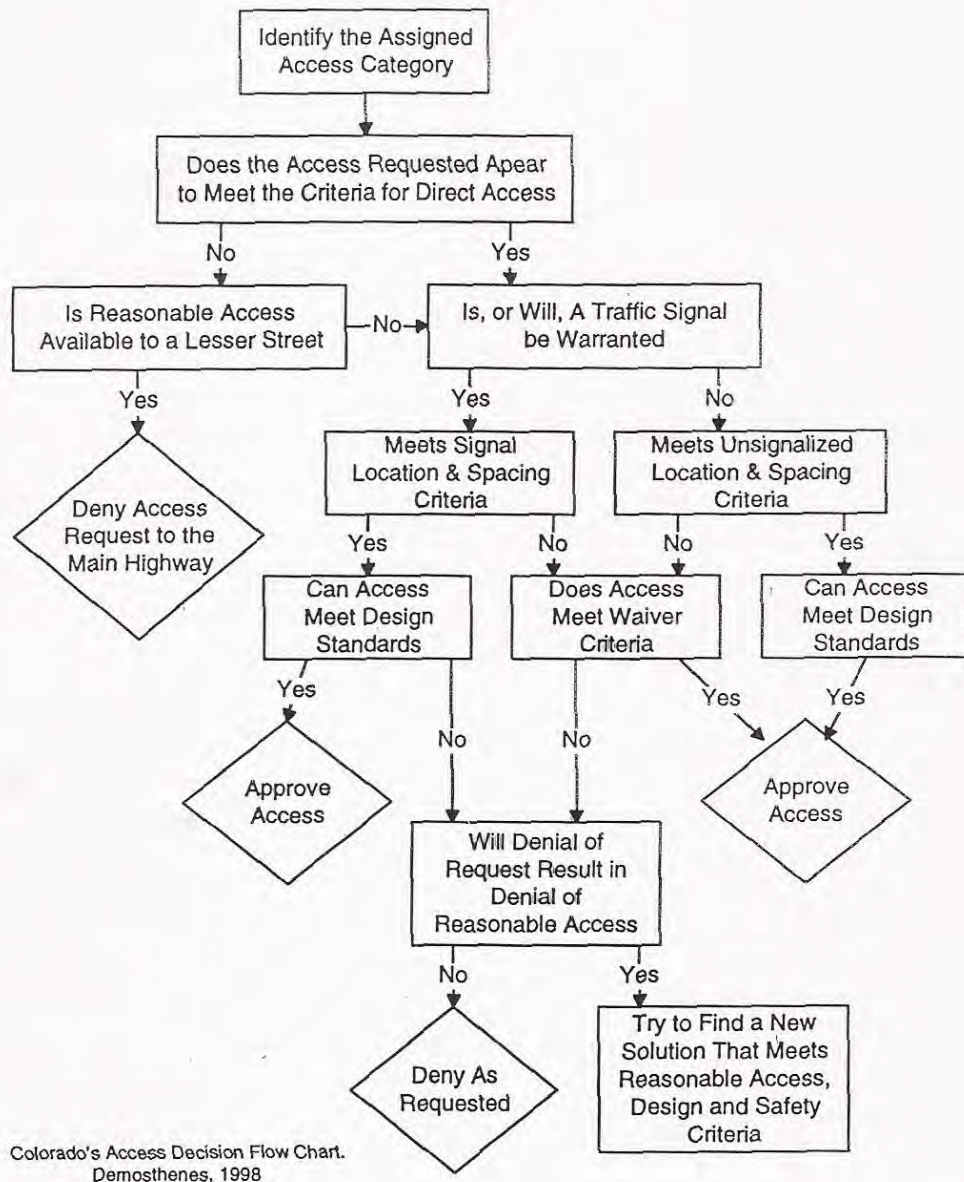 Identify the Assigned
Access Category
Does the Access Requested Apear
to Meet the Criteria for Direct Access
No
Yes
Is Reasonable Access
Available to a Lesser Street
No
Is, or Will, A Traffic Signal
be Warranted
Yes
Yes
No
Deny Access
Request to the
Main Highway
Meets Signal
Location & Spacing
Criteria
Meets Unsignalized
Location & Spacing
Criteria
Yes
No
No
Yes
Can Access
Meet Design
Standards
Does Access
Meet Waiver
Criteria
Can Access
Meet Design
Standards
Yes
No
No
Yes
Yes
Approve
Access
Approve
Access
Will Denial of
Request Result in
Denial of
Reasonable Access
No
Yes
Deny As
Requested
Try to Find a New
Solution That Meets
Reasonable Access,
Design and Safety
Criteria
Colorado's Access Decision Flow Chart.
Demosthenes, 1998